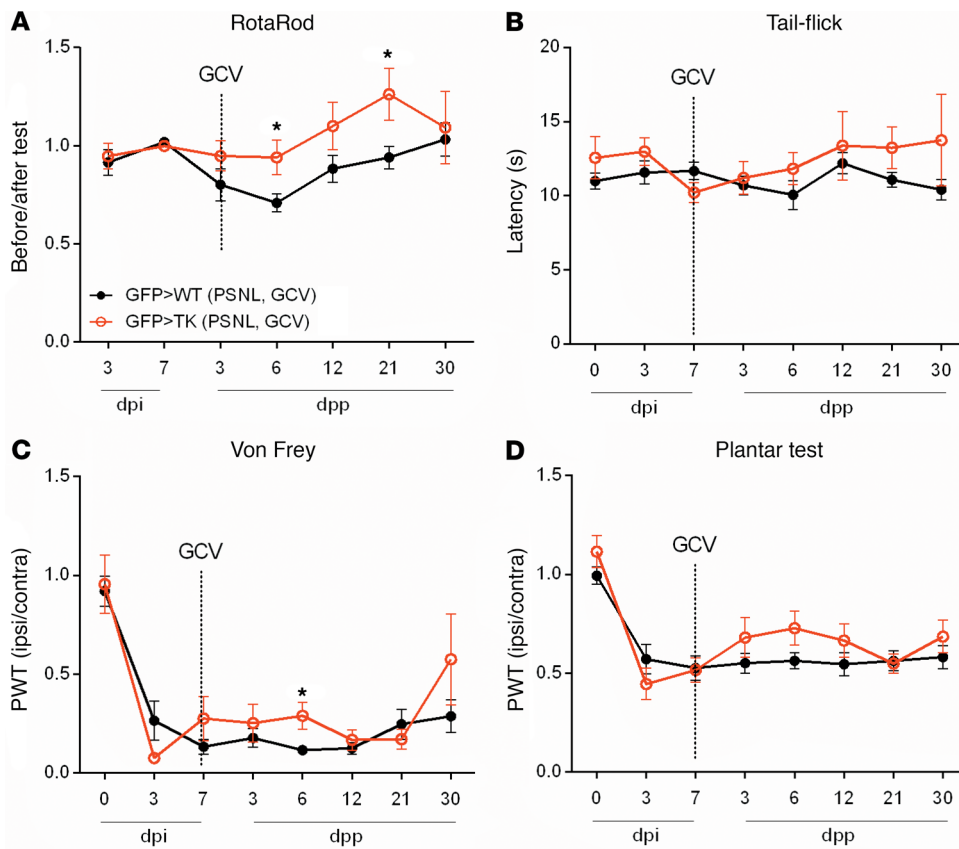 A RotaRod
Before/after test
1.5
1.0
0.5
0.0
GCV
*
*
GFP>WT (PSNL, GCV)
GFP>TK (PSNL, GCV)
3 7 3 6 12 21 30
dpi dpp
B Tail-flick
Latency (s)
20
15
10
5
0
GCV
0 3 7 3 6 12 21 30
dpi dpp
C Von Frey
PWT (ipsi/contra)
1.5
1.0
0.5
0.0
GCV
*
0 3 7 3 6 12 21 30
dpi dpp
D Plantar test
PWT (ipsi/contra)
1.5
1.0
0.5
0.0
GCV
0 3 7 3 6 12 21 30
dpi dpp